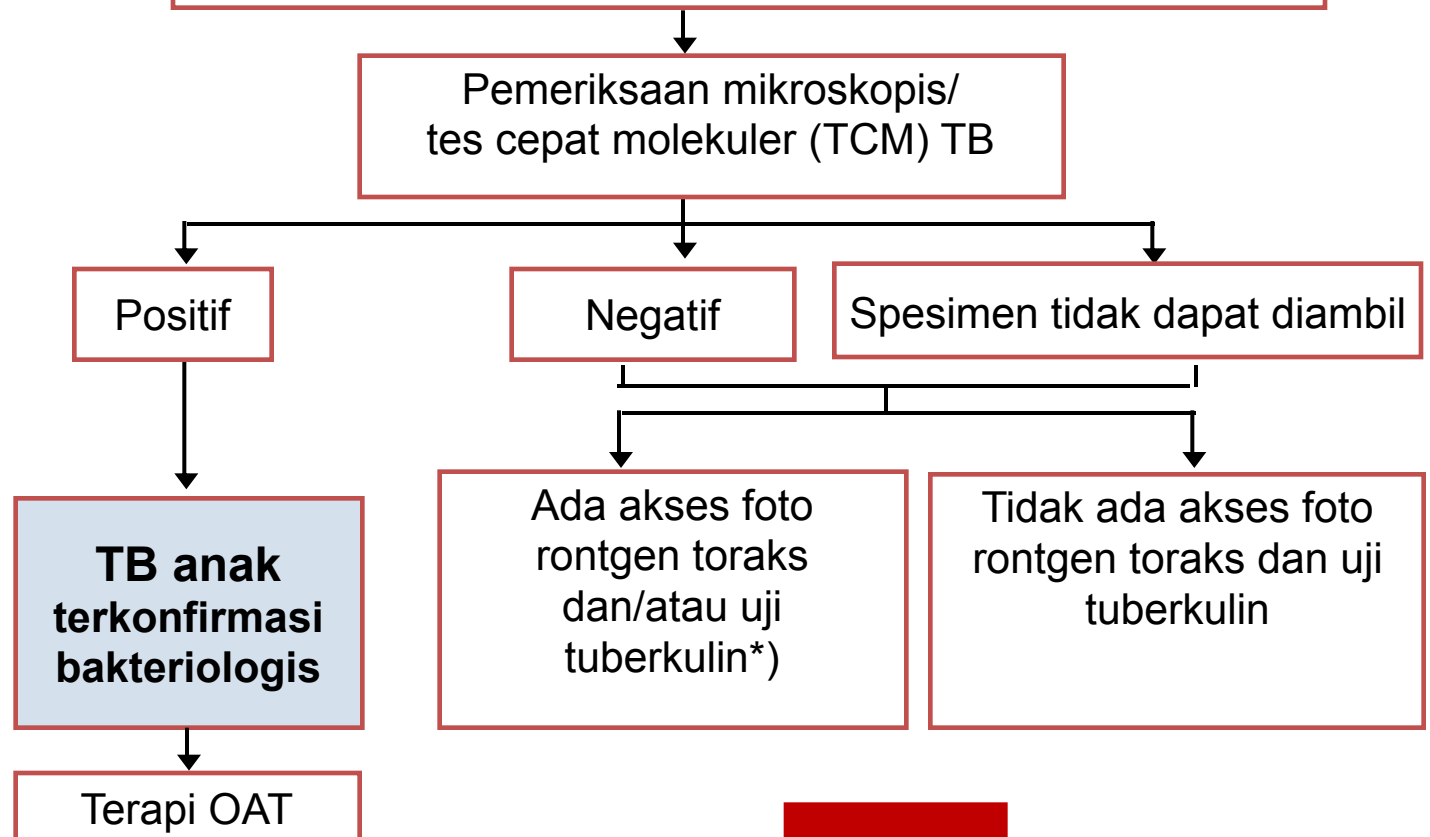 Pemeriksaan mikroskopis/
tes cepat molekuler (TCM) TB
Positif
Negatif
Spesimen tidak dapat diambil
TB anak
terkonfirmasi
bakteriologis
Ada akses foto
rontgen toraks
dan/atau uji
tuberkulin*)
Tidak ada akses foto
rontgen toraks dan uji
tuberkulin
Terapi OAT